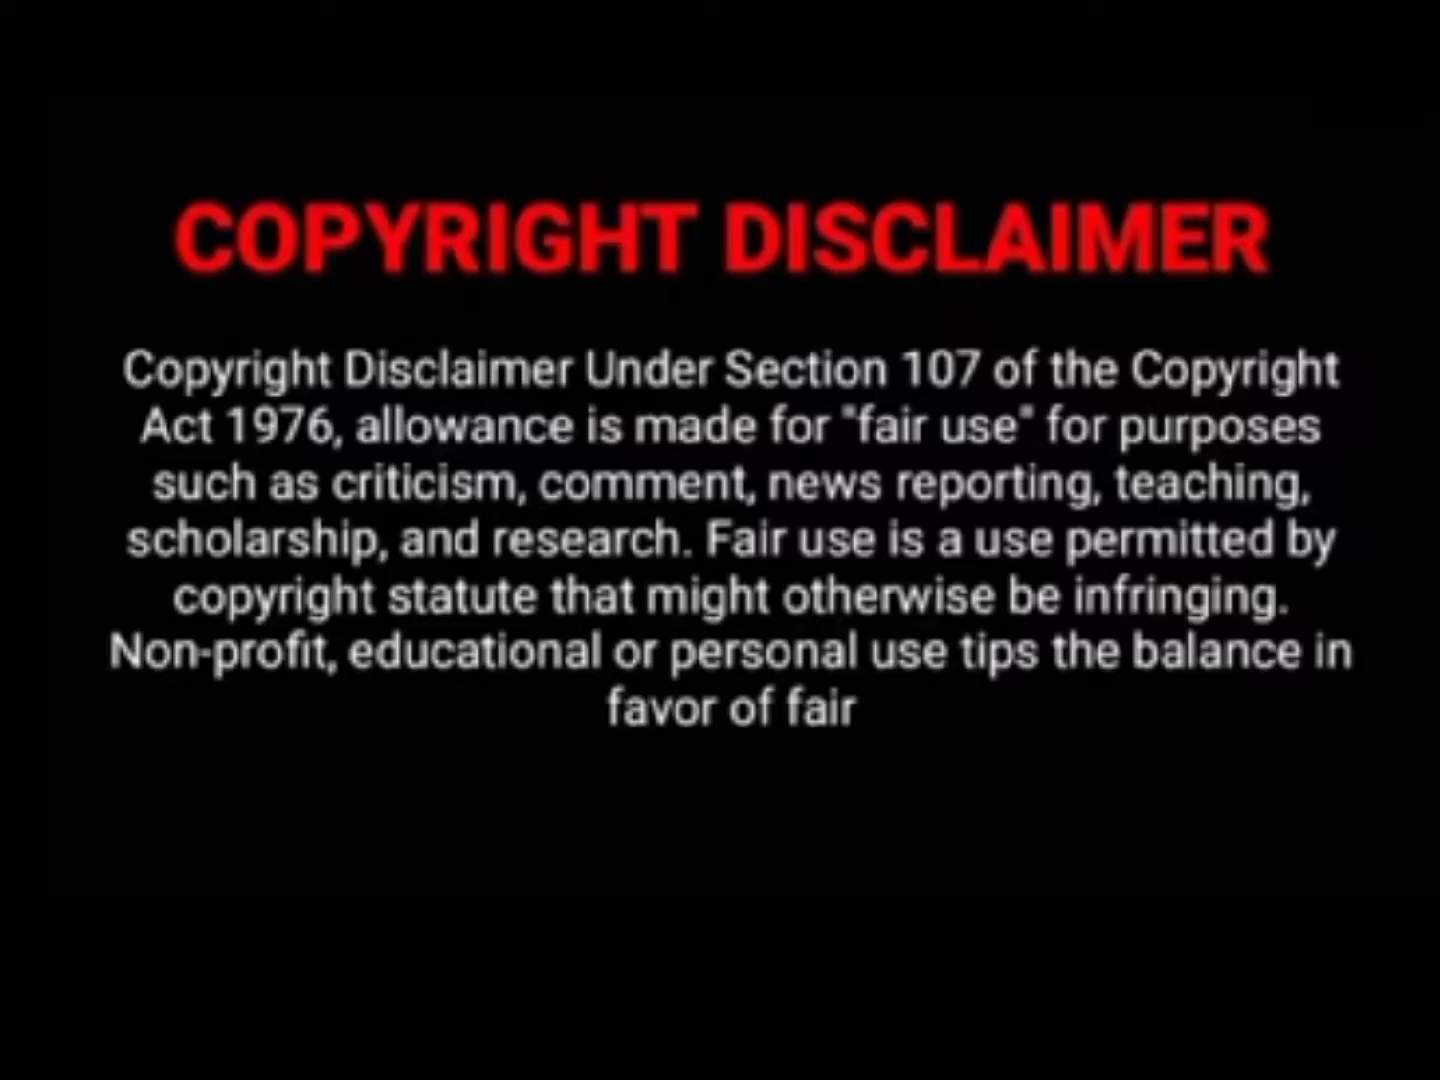 COPYRIGHT DISCLAIMER
Copyright Disclaimer Under Section 107 of the Copyright
Act 1976, allowance is made for "fair use" for purposes
such as criticism, comment, news reporting, teaching,
scholarship, and research. Fair use is a use permitted by
copyright statute that might otherwise be infringing.
Non-profit, educational or personal use tips the balance in
favor of fair